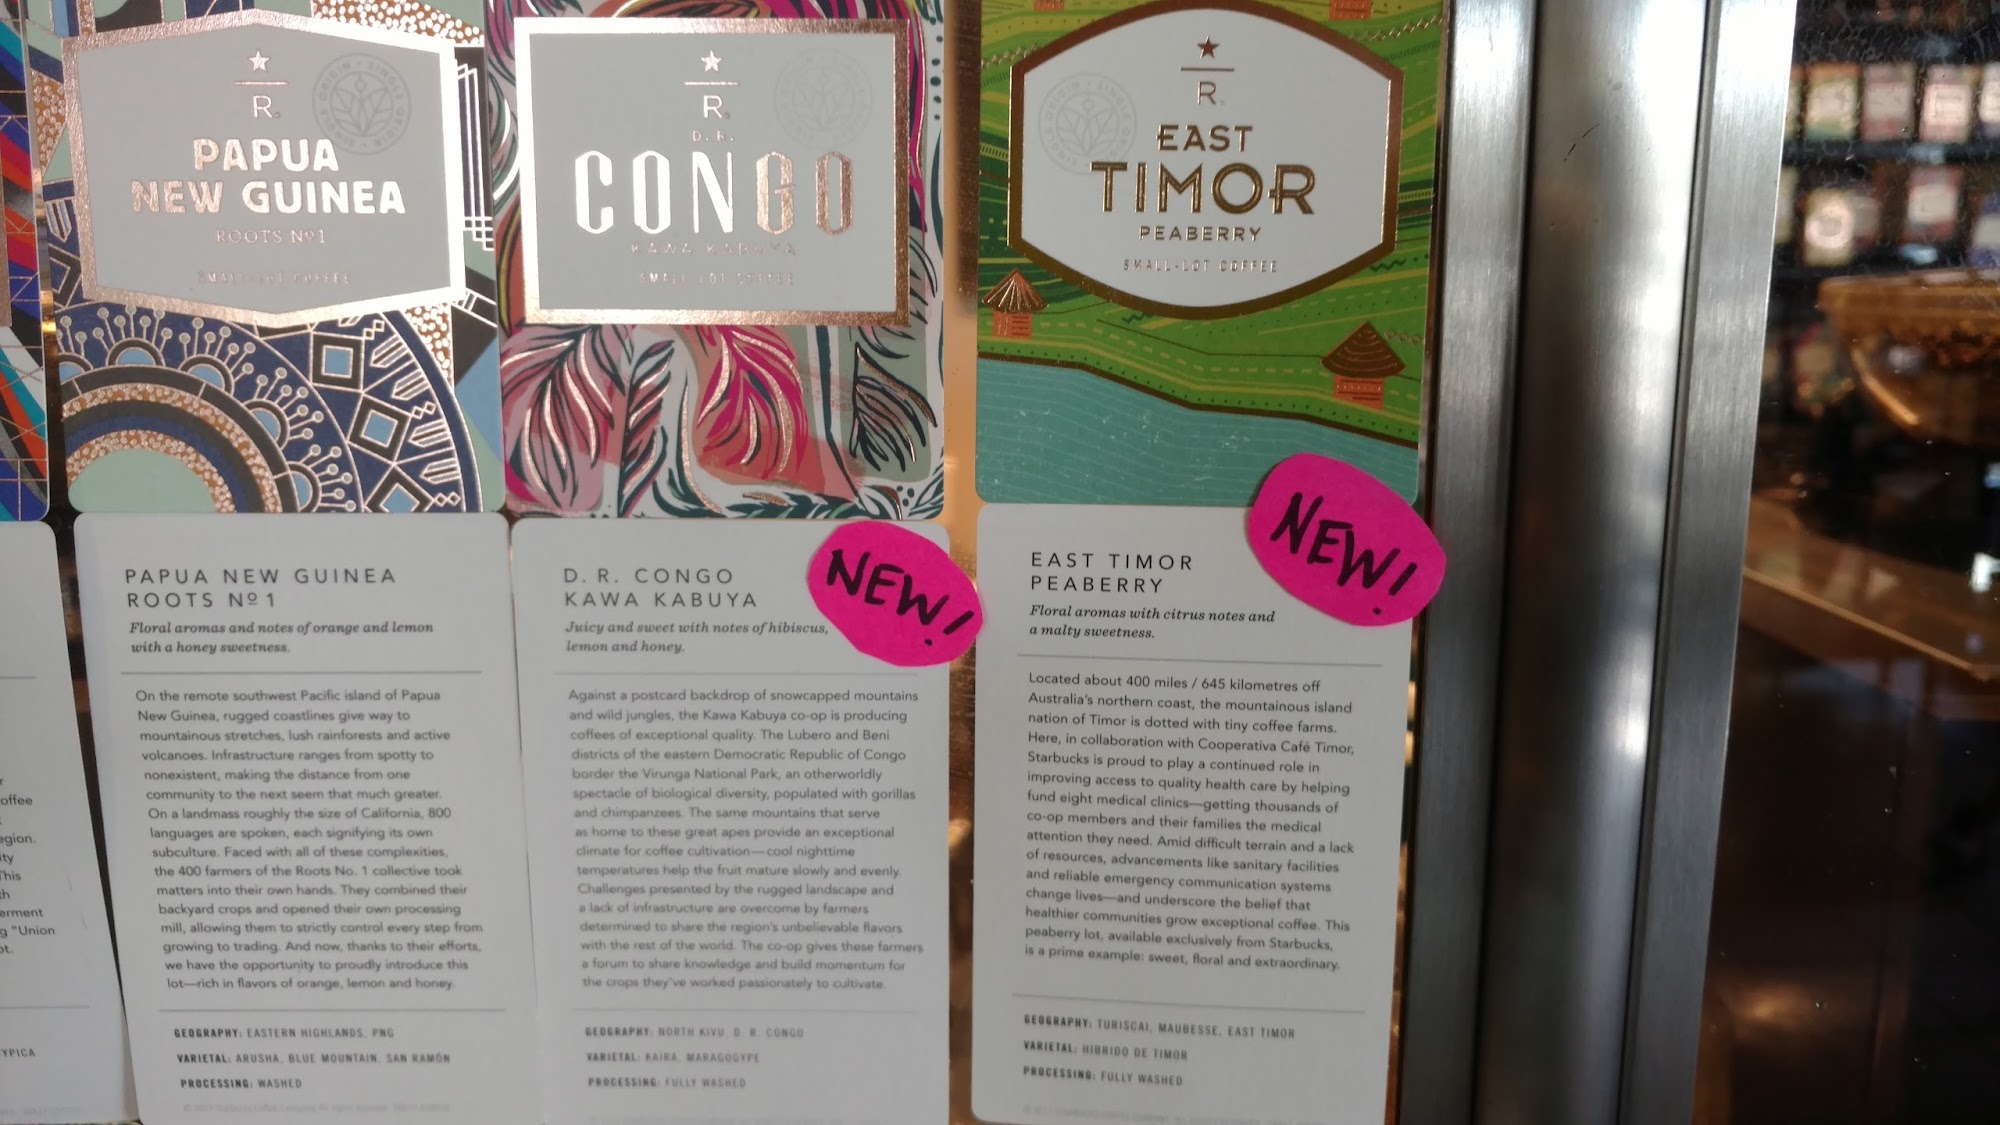 R
PAPUA
NEW GUINEA
ROOTS Nº1
SMALL-LOT COFFEE
SINGLE ORIGIN • SINGLE ORIGIN
R
D. R.
CONGO
KAWA KABUYA
SMALL-LOT COFFEE
R
EAST
TIMOR
PEABERRY
SMALL-LOT COFFEE
SINGLE ORIGIN • SINGLE ORIGIN
offee
egion.
This
erment
"Union
YPICA
PAPUA NEW GUINEA
ROOTS Nº1
Floral aromas and notes of orange and lemon
with a honey sweetness.
On the remote southwest Pacific island of Papua
New Guinea, rugged coastlines give way to
mountainous stretches, lush rainforests and active
volcanoes. Infrastructure ranges from spotty to
nonexistent, making the distance from one
community to the next seem that much greater.
On a landmass roughly the size of California, 800
languages are spoken, each signifying its own
subculture. Faced with all of these complexities,
the 400 farmers of the Roots No. 1 collective took
matters into their own hands. They combined their
backyard crops and opened their own processing
mill, allowing them to strictly control every step from
growing to trading. And now, thanks to their efforts,
we have the opportunity to proudly introduce this
lot—rich in flavors of orange, lemon and honey.
GEOGRAPHY: EASTERN HIGHLANDS, PNG
VARIETAL: ARUSHA, BLUE MOUNTAIN, SAN RAMÓN
PROCESSING: WASHED
NEW!
D. R. CONGO
KAWA KABUYA
Juicy and sweet with notes of hibiscus,
lemon and honey.
Against a postcard backdrop of snowcapped mountains
and wild jungles, the Kawa Kabuya co-op is producing
coffees of exceptional quality. The Lubero and Beni
districts of the eastern Democratic Republic of Congo
border the Virunga National Park, an otherworldly
spectacle of biological diversity, populated with gorillas
and chimpanzees. The same mountains that serve
as home to these great apes provide an exceptional
climate for coffee cultivation—cool nighttime
temperatures help the fruit mature slowly and evenly.
Challenges presented by the rugged landscape and
a lack of infrastructure are overcome by farmers
determined to share the region's unbelievable flavors
with the rest of the world. The co-op gives these farmers
a forum to share knowledge and build momentum for
the crops they've worked passionately to cultivate.
GEOGRAPHY: NORTH KIVU, D. R. CONGO
VARIETAL: KAIRA, MARAGOGYPE
PROCESSING: FULLY WASHED
NEW!
EAST TIMOR
PEABERRY
Floral aromas with citrus notes and
a malty sweetness.
Located about 400 miles / 645 kilometres off
Australia's northern coast, the mountainous island
nation of Timor is dotted with tiny coffee farms.
Here, in collaboration with Cooperativa Café Timor,
Starbucks is proud to play a continued role in
improving access to quality health care by helping
fund eight medical clinics—getting thousands of
co-op members and their families the medical
attention they need. Amid difficult terrain and a lack
of resources, advancements like sanitary facilities
and reliable emergency communication systems
change lives—and underscore the belief that
healthier communities grow exceptional coffee. This
peaberry lot, available exclusively from Starbucks,
is a prime example: sweet, floral and extraordinary.
GEOGRAPHY: TURISCAI, MAUBESSE, EAST TIMOR
VARIETAL: HIBRIDO DE TIMOR
PROCESSING: FULLY WASHED